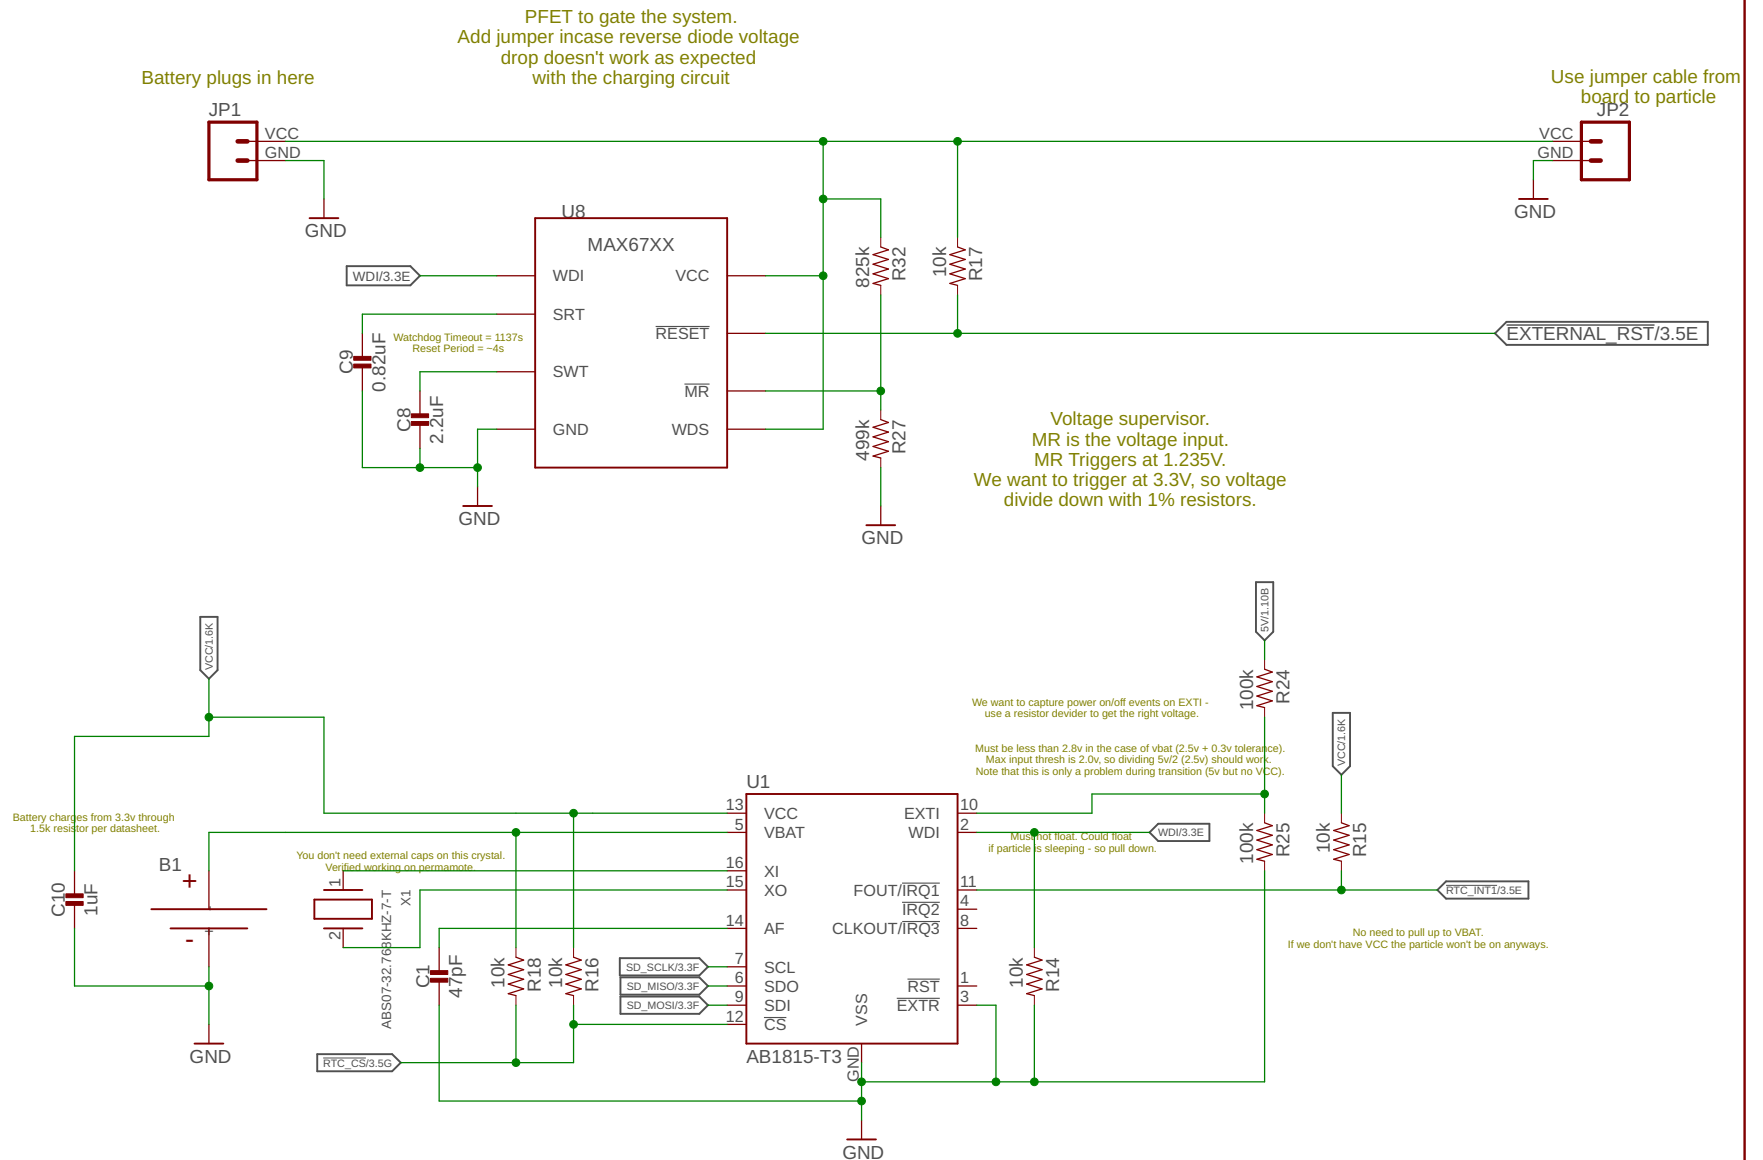 PFET to gate the system.
Add jumper incase reverse diode voltage
drop doesn't work as expected
with the charging circuit
Battery plugs in here
Use jumper cable from
board to particle
JP1
VCC
GND
GND
JP2
VCC
GND
GND
U8
MAX67XX
WDI/3.3E
WDI
SRT
SWT
GND
VCC
RESET
MR
WDS
Watchdog Timeout = 1137s
Reset Period = ~4s
C9
0.82uF
C8
2.2uF
GND
825k
R32
10k
R17
499k
R27
GND
EXTERNAL_RST/3.5E
Voltage supervisor.
MR is the voltage input.
MR Triggers at 1.235V.
We want to trigger at 3.3V, so voltage
divide down with 1% resistors.
VCC/1.6K
5V/1.10B
100k
R24
VCC/1.6K
We want to capture power on/off events on EXTI -
use a resistor devider to get the right voltage.
Must be less than 2.8v in the case of vbat (2.5v + 0.3v tolerance).
Max input thresh is 2.0v, so dividing 5v/2 (2.5v) should work.
Note that this is only a problem during transition (5v but no VCC).
Battery charges from 3.3v through
1.5k resistor per datasheet.
C10
1uF
B1
+
-
GND
You don't need external caps on this crystal.
Verified working on permamote
1
2
X1
ABS07-32.768KHZ-7-T
C1
47pF
10k
R18
10k
R16
SD_SCLK/3.3F
SD_MISO/3.3F
SD_MOSI/3.3F
RTC_CS/3.5G
U1
13
VCC
5
VBAT
16
XI
15
XO
14
AF
7
SCL
6
SDO
9
SDI
12
CS
EXTI
10
WDI
2
FOUT/IRQ1
11
IRQ2
4
CLKOUT/IRQ3
8
RST
1
EXTR
3
VSS
GND
AB1815-T3
Must not float. Could float
if particle is sleeping - so pull down.
WDI/3.3E
100k
R25
10k
R15
RTC_INT1/3.5E
No need to pull up to VBAT.
If we don't have VCC the particle won't be on anyways.
10k
R14
GND